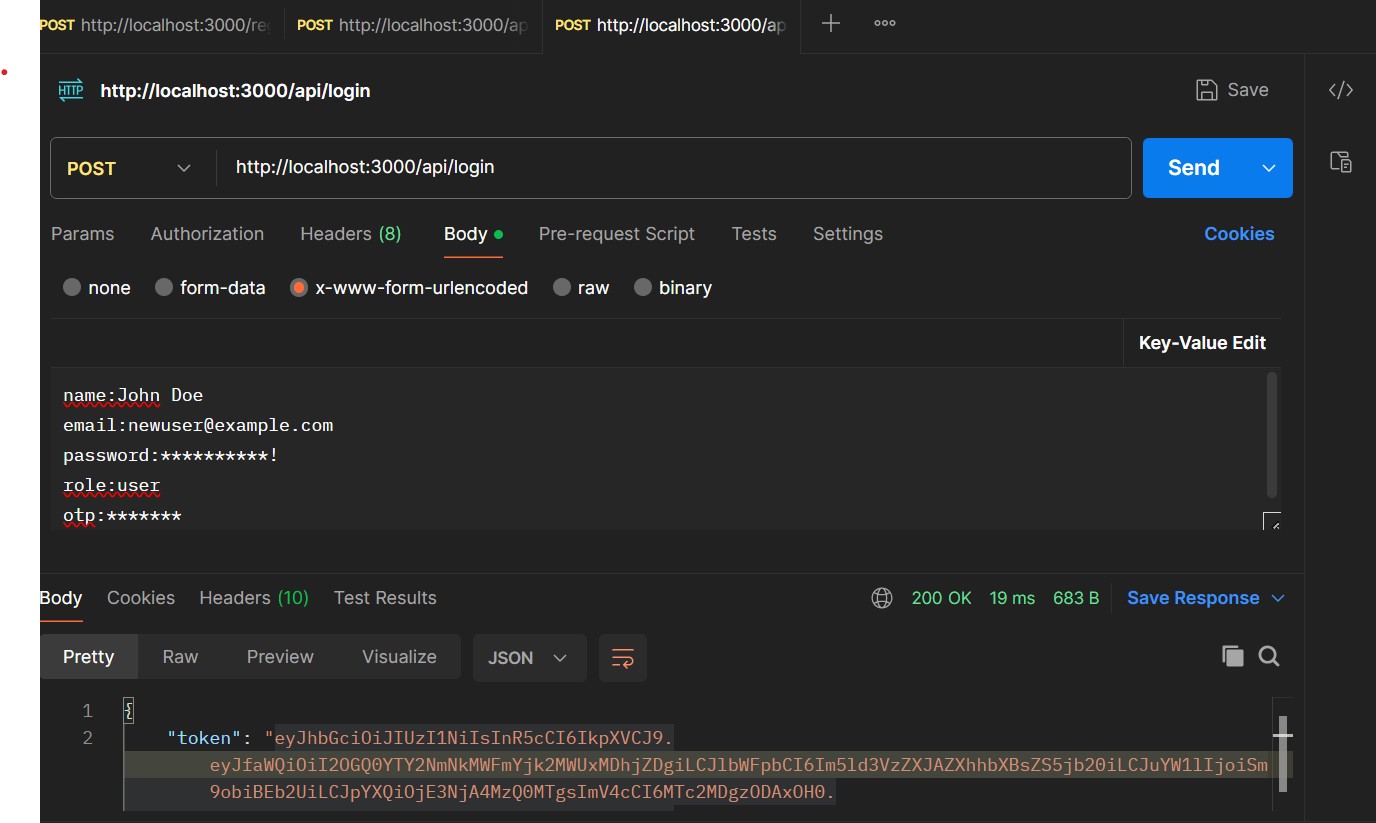 POST http://localhost:3000/re
POST http://localhost:3000/ap
POST http://localhost:3000/ap
HTTP http://localhost:3000/api/login
Save
POST
http://localhost:3000/api/login
Send
Params Authorization Headers (8) Body Pre-request Script Tests Settings Cookies
none form-data x-www-form-urlencoded raw binary
Key-Value Edit
name:John Doe
email:newuser@example.com
password:**********!
role:user
otp:*******
Body Cookies Headers (10) Test Results 200 OK 19 ms 683 B Save Response
Pretty Raw Preview Visualize JSON
1 {
2 "token": "eyJhbGciOiJIUzI1NiIsInR5cCI6IkpXVCJ9.
eyJfaWQiOiI2OGQ0YTY2NmNkMWFmYjk2MWUxMDhjZDgiLCJlbWFpbCI6Im5ld3VzZXJAZXhhbXBsZS5jb20iLCJuYW1lIjoiSm
9obiBEb2UiLCJpYXQiOjE3NjA4MzQ0MTgsImV4cCI6MTc2MDgzODAxOH0.